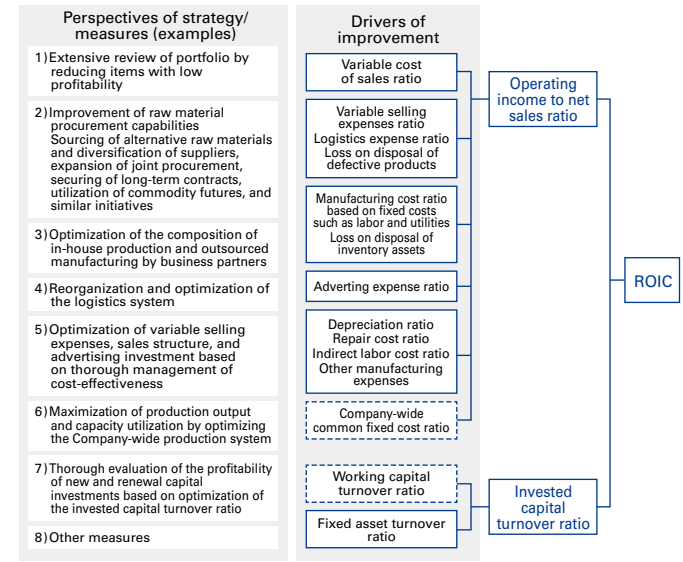 Perspectives of strategy/
measures (examples)
1) Extensive review of portfolio by
reducing items with low
profitability
2) Improvement of raw material
procurement capabilities
Sourcing of alternative raw materials
and diversification of suppliers,
expansion of joint procurement,
securing of long-term contracts,
utilization of commodity futures, and
similar initiatives
3) Optimization of the composition of
in-house production and outsourced
manufacturing by business partners
4) Reorganization and optimization of
the logistics system
5) Optimization of variable selling
expenses, sales structure, and
advertising investment based
on thorough management of
cost-effectiveness
6) Maximization of production output
and capacity utilization by optimizing
the Company-wide production system
7) Thorough evaluation of the profitability
of new and renewal capital
investments based on optimization of
the invested capital turnover ratio
8) Other measures
Drivers of
improvement
Variable cost
of sales ratio
Variable selling
expenses ratio
Logistics expense ratio
Loss on disposal of
defective products
Manufacturing cost ratio
based on fixed costs
such as labor and utilities
Loss on disposal of
inventory assets
Adverting expense ratio
Depreciation ratio
Repair cost ratio
Indirect labor cost ratio
Other manufacturing
expenses
Company-wide
common fixed cost ratio
Working capital
turnover ratio
Fixed asset turnover
ratio
Operating
income to net
sales ratio
Invested
capital
turnover ratio
ROIC